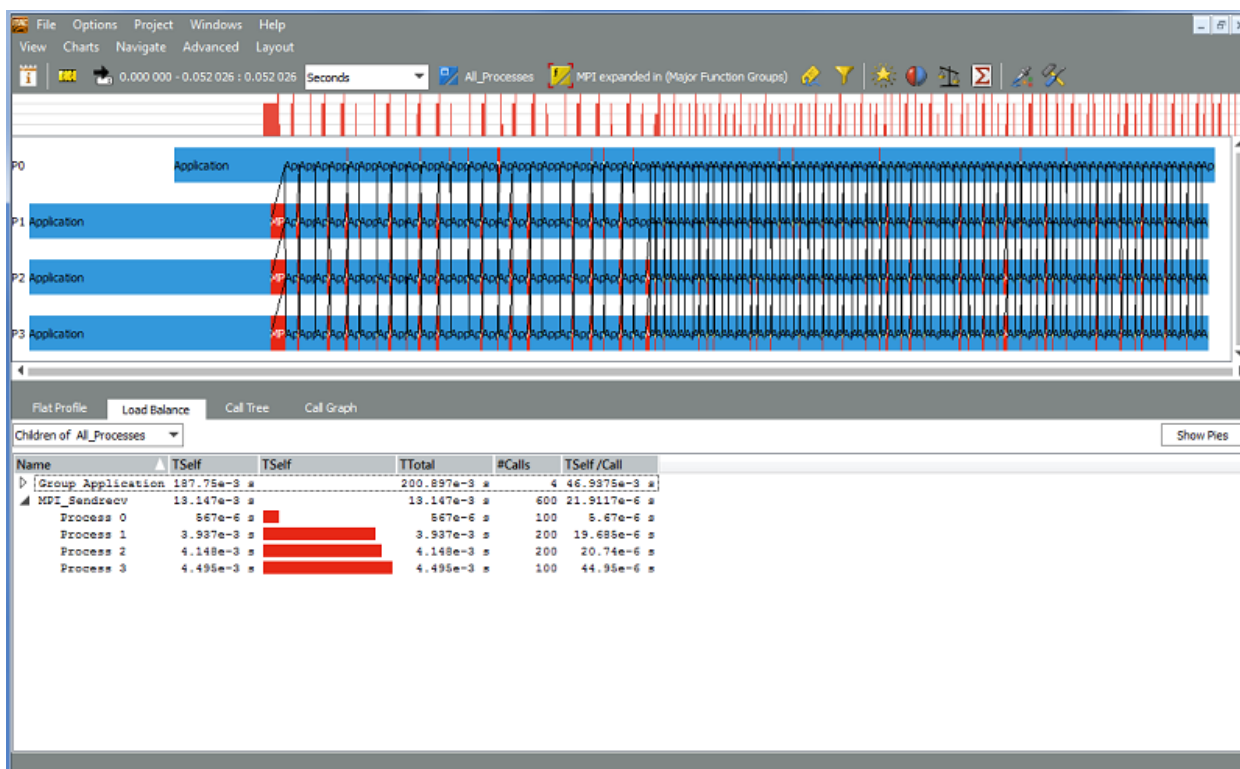 File Options Project Windows Help
View Charts Navigate Advanced Layout
0.000 000 - 0.052 026 : 0.052 026 Seconds All_Processes MPI expanded in (Major Function Groups)
P0 Application
P1 Application MP
P2 Application MP
P3 Application MP
Flat Profile Load Balance Call Tree Call Graph
Children of All_Processes Show Pies
Name TSelf TSelf TTotal #Calls TSelf /Call
Group Application 187.75e-3 s 200.897e-3 s 4 46.9375e-3 s
MPI_Sendrecv 13.147e-3 s 13.147e-3 s 600 21.9117e-6 s
Process 0 567e-6 s 567e-6 s 100 5.67e-6 s
Process 1 3.937e-3 s 3.937e-3 s 200 19.685e-6 s
Process 2 4.148e-3 s 4.148e-3 s 200 20.74e-6 s
Process 3 4.495e-3 s 4.495e-3 s 100 44.95e-6 s